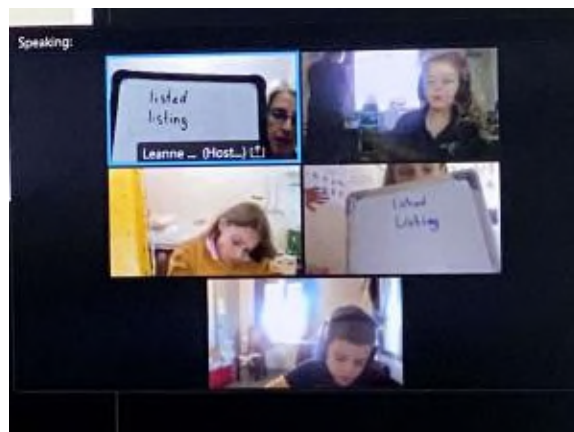 Speaking:
listed
listing
Leanne ... (Host...)
listed
Listing